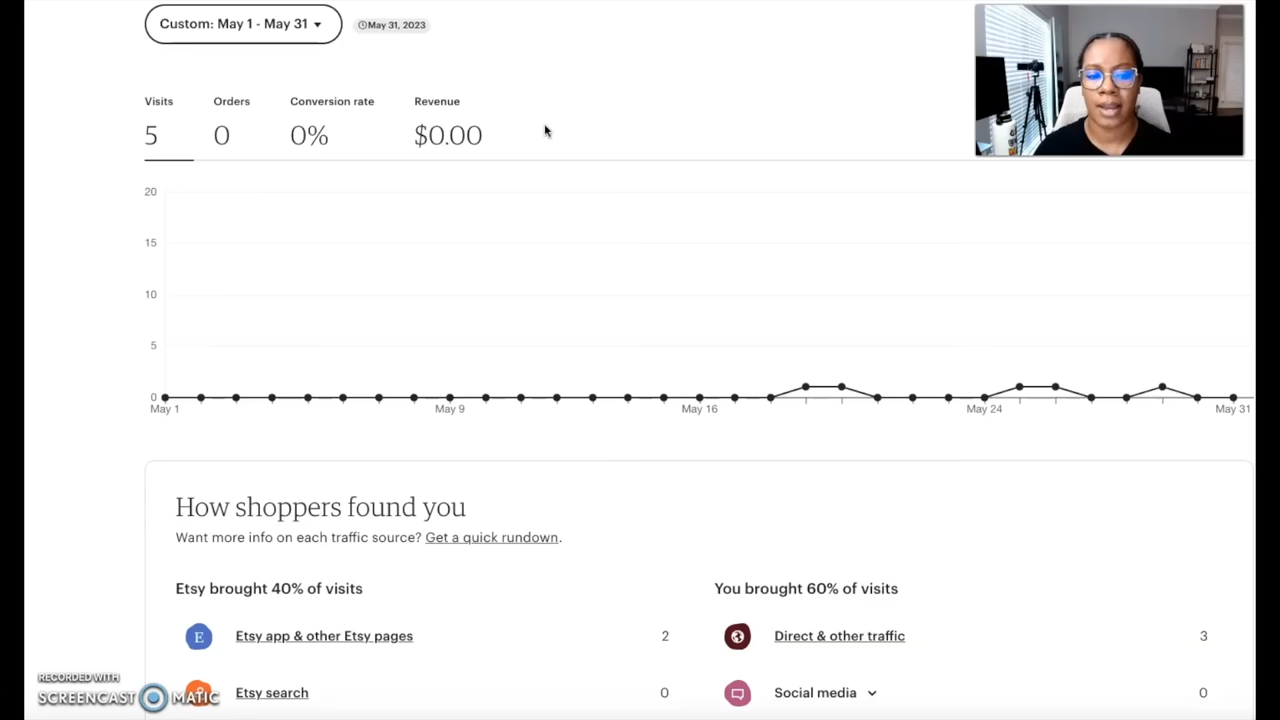 Custom: May 1 - May 31
May 31, 2023
Visits Orders Conversion rate Revenue
5 0 0% $0.00
20
15
10
5
0
May 1 May 9 May 16 May 24 May 31
How shoppers found you
Want more info on each traffic source? Get a quick rundown.
Etsy brought 40% of visits You brought 60% of visits
E Etsy app & other Etsy pages 2 Direct & other traffic 3
Etsy search 0 Social media 0
RECORDED WITH
SCREENCAST MATIC